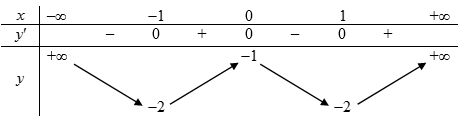 x −∞ −1 0 1 +∞
y' − 0 + 0 − 0 +
+∞ −1 +∞
y
−2 −2